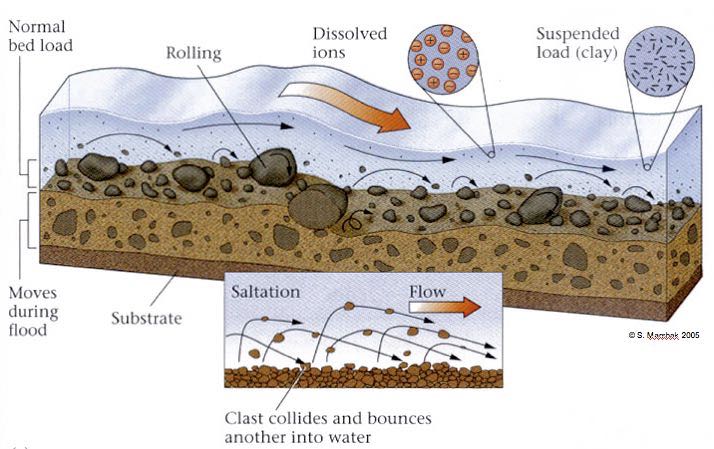 Normal
bed load
Rolling
Dissolved
ions
Suspended
load (clay)
Moves
during
flood
Substrate
Saltation
Flow
© S. Marshak 2005
Clast collides and bounces
another into water